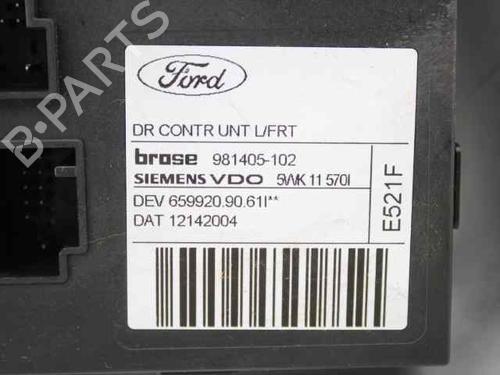 B-PARTS
Ford
DR CONTR UNT L/FRT
brose 981405-102
SIEMENS VDO 5WK 11 570I
DEV 659920.90.61I**
DAT 12142004
E521F